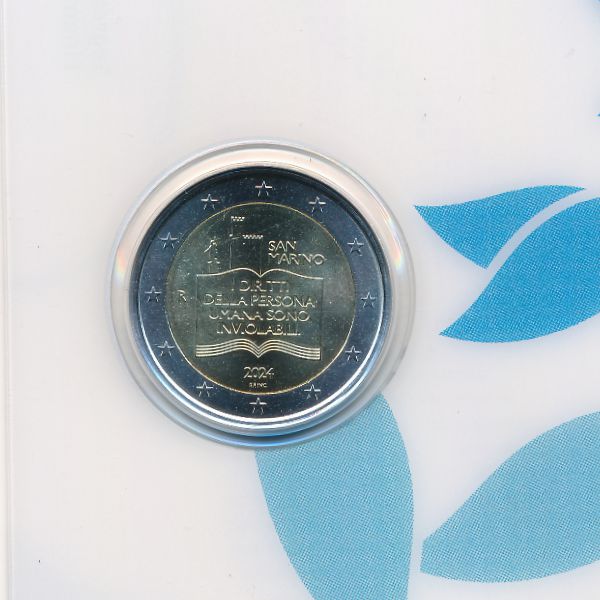 SAN
MARINO
I DIRITTI
DELLA PERSONA
UMANA SONO
INVIOLABILI
R
2024